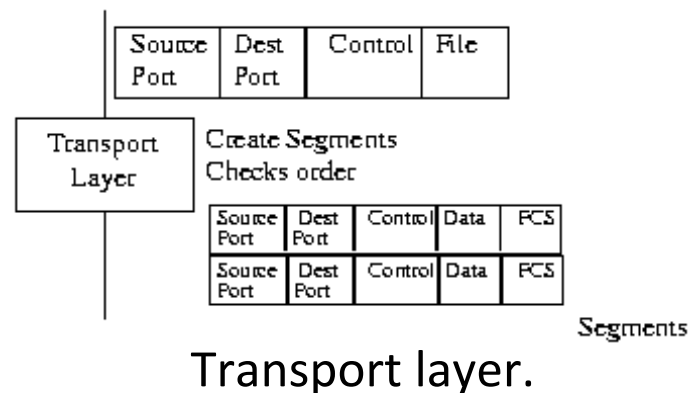 Source Dest Control File
Port Port
Transport
Layer
Create Segments
Checks order
Source Dest Control Data FCS
Port Port
Source Dest Control Data FCS
Port Port
Segments
Transport layer.